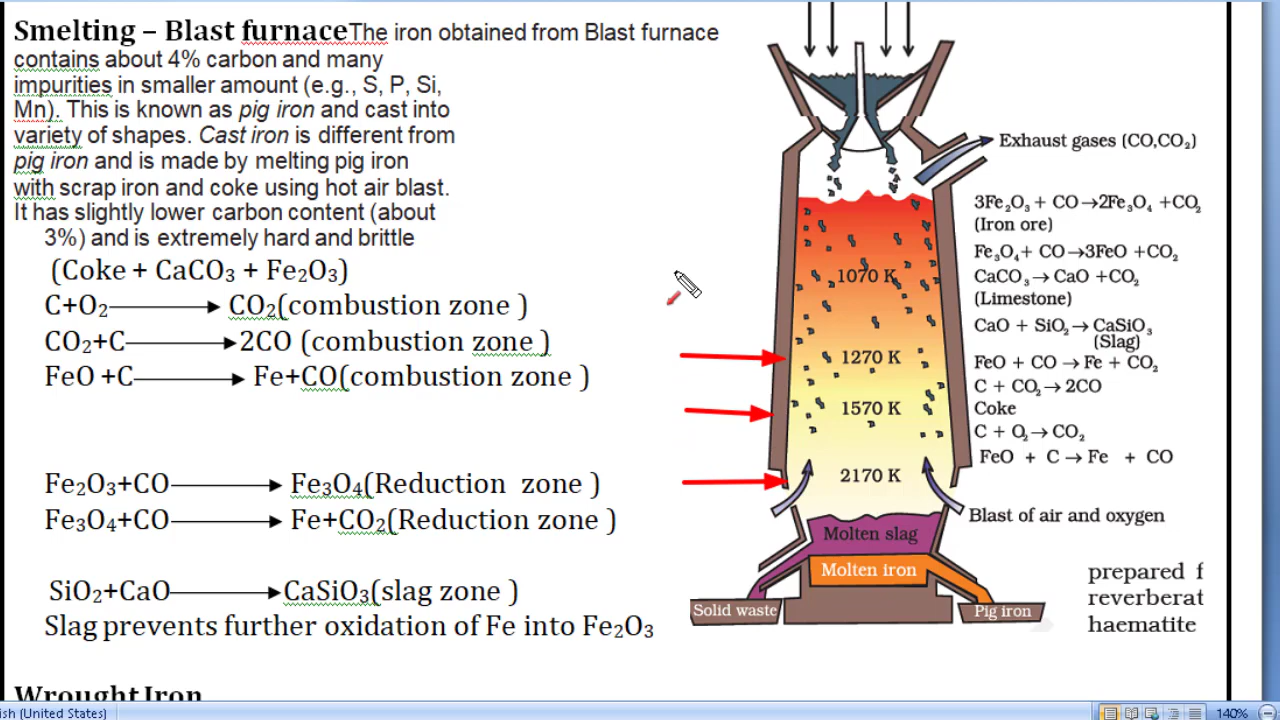 Smelting – Blast furnaceThe iron obtained from Blast furnace
contains about 4% carbon and many
impurities in smaller amount (e.g., S, P, Si,
Mn). This is known as pig iron and cast into
variety of shapes. Cast iron is different from
pig iron and is made by melting pig iron
with scrap iron and coke using hot air blast.
It has slightly lower carbon content (about
3%) and is extremely hard and brittle
(Coke + CaCO₃ + Fe₂O₃)
C+O₂⟶CO₂(combustion zone )
CO₂+C⟶2CO (combustion zone )
FeO +C⟶Fe+CO(combustion zone )
Fe₂O₃+CO⟶Fe₃O₄(Reduction zone )
Fe₃O₄+CO⟶Fe+CO₂(Reduction zone )
SiO₂+CaO⟶CaSiO₃(slag zone )
Slag prevents further oxidation of Fe into Fe₂O₃
Wrought Iron
Exhaust gases (CO,CO₂)
3Fe₂O₃ + CO→2Fe₃O₄ +CO₂
(Iron ore)
Fe₃O₄+ CO→3FeO +CO₂
CaCO₃→ CaO +CO₂
(Limestone)
CaO + SiO₂→ CaSiO₃
(Slag)
FeO + CO → Fe + CO₂
C + CO₂→ 2CO
Coke
C + O₂→ CO₂
FeO + C → Fe + CO
Blast of air and oxygen
1070 K
1270 K
1570 K
2170 K
Molten slag
Molten iron
Solid waste
Pig iron
prepared f
reverberat
haematite
ish (United States)
140%